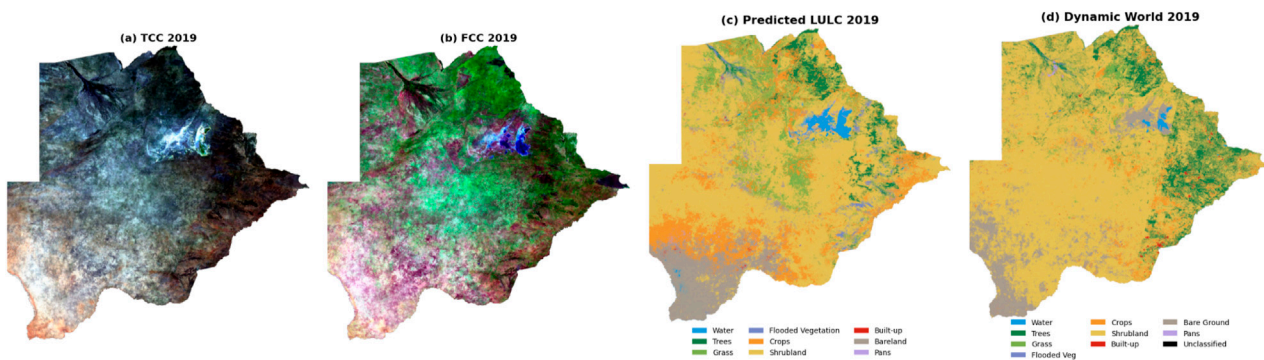 (a) TCC 2019
(b) FCC 2019
(c) Predicted LULC 2019
(d) Dynamic World 2019
Water
Trees
Grass
Flooded Vegetation
Crops
Shrubland
Built-up
Bareland
Pans
Water
Trees
Grass
Flooded Veg
Crops
Shrubland
Built-up
Bare Ground
Pans
Unclassified